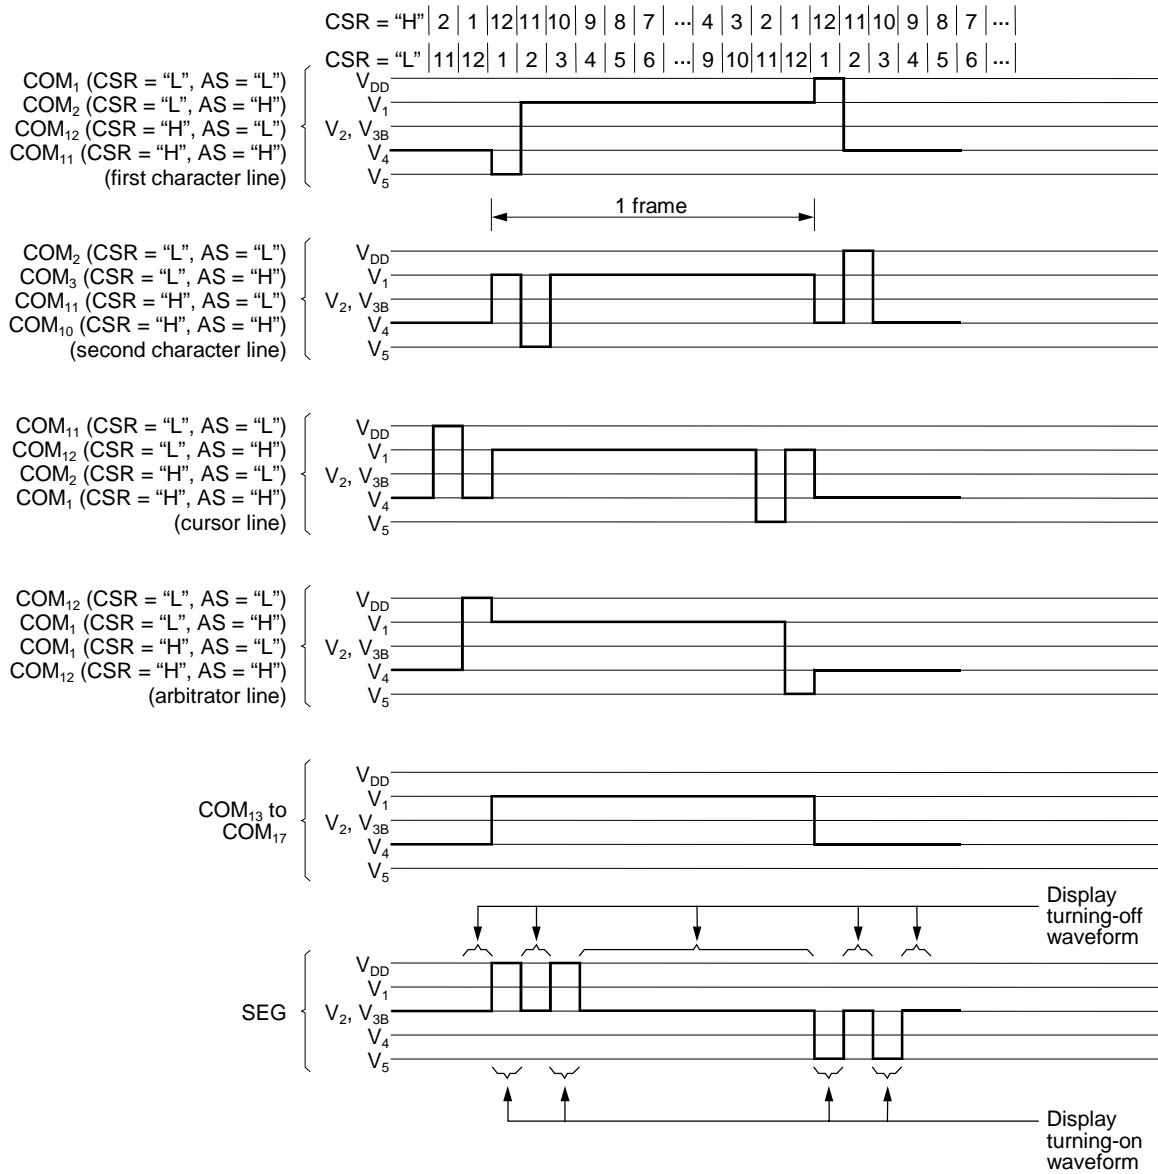 CSR = “H” 2 1 12 11 10 9 8 7 ... 4 3 2 1 12 11 10 9 8 7 ...
CSR = “L” 11 12 1 2 3 4 5 6 ... 9 10 11 12 1 2 3 4 5 6 ...
COM1 (CSR = “L”, AS = “L”)
COM2 (CSR = “L”, AS = “H”)
COM12 (CSR = “H”, AS = “L”)
COM11 (CSR = “H”, AS = “H”)
(first character line)
VDD
V1
V2, V3B
V4
V5
1 frame
COM2 (CSR = “L”, AS = “L”)
COM3 (CSR = “L”, AS = “H”)
COM11 (CSR = “H”, AS = “L”)
COM10 (CSR = “H”, AS = “H”)
(second character line)
VDD
V1
V2, V3B
V4
V5
COM11 (CSR = “L”, AS = “L”)
COM12 (CSR = “L”, AS = “H”)
COM2 (CSR = “H”, AS = “L”)
COM1 (CSR = “H”, AS = “H”)
(cursor line)
VDD
V1
V2, V3B
V4
V5
COM12 (CSR = “L”, AS = “L”)
COM1 (CSR = “L”, AS = “H”)
COM1 (CSR = “H”, AS = “L”)
COM12 (CSR = “H”, AS = “H”)
(arbitrator line)
VDD
V1
V2, V3B
V4
V5
COM13 to
COM17
VDD
V1
V2, V3B
V4
V5
Display
turning-off
waveform
SEG
VDD
V1
V2, V3B
V4
V5
Display
turning-on
waveform